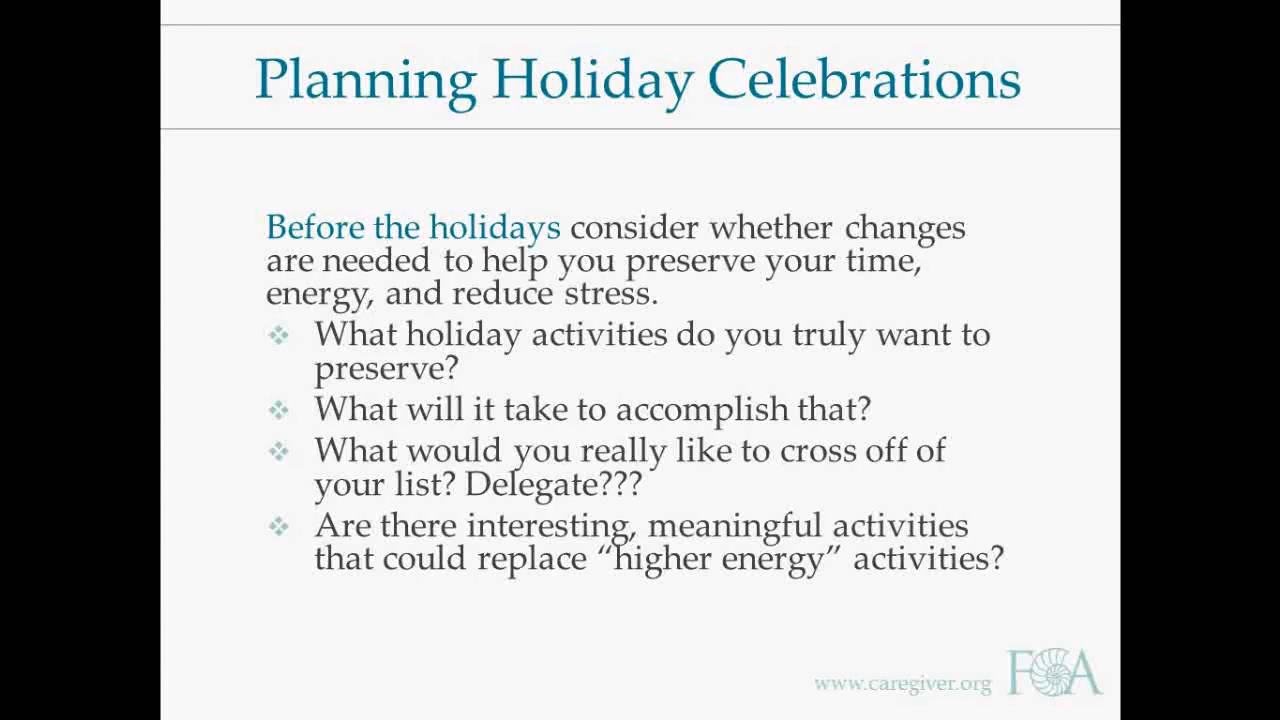 Planning Holiday Celebrations
Before the holidays consider whether changes
are needed to help you preserve your time,
energy, and reduce stress.
What holiday activities do you truly want to
preserve?
What will it take to accomplish that?
What would you really like to cross off of
your list? Delegate???
Are there interesting, meaningful activities
that could replace “higher energy” activities?
www.caregiver.org FCA